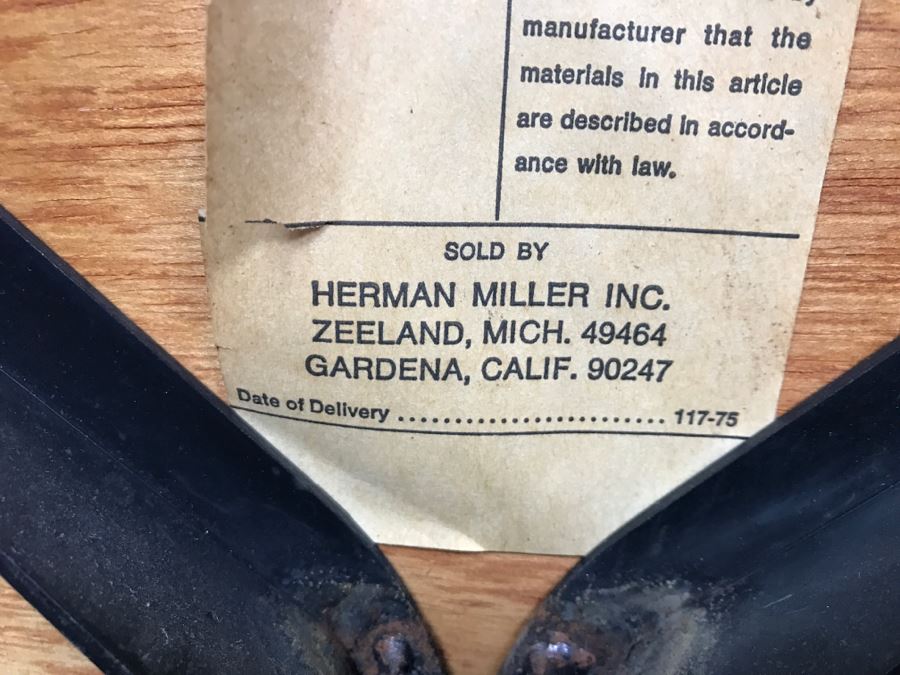 manufacturer that the
materials in this article
are described in accord-
ance with law.
SOLD BY
HERMAN MILLER INC.
ZEELAND, MICH. 49464
GARDENA, CALIF. 90247
Date of Delivery ........................ 117-75